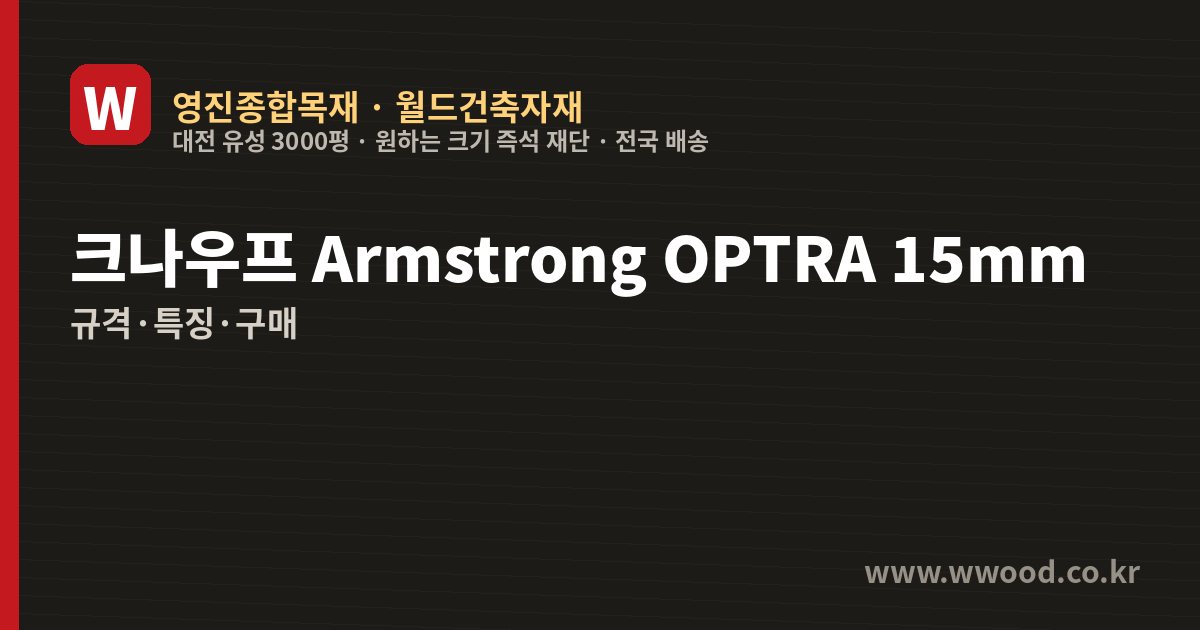 W
영진종합목재 · 월드건축자재
대전 유성 3000평 · 원하는 크기 즉석 재단 · 전국 배송
크나우프 Armstrong OPTRA 15mm
규격·특징·구매
www.wwood.co.kr